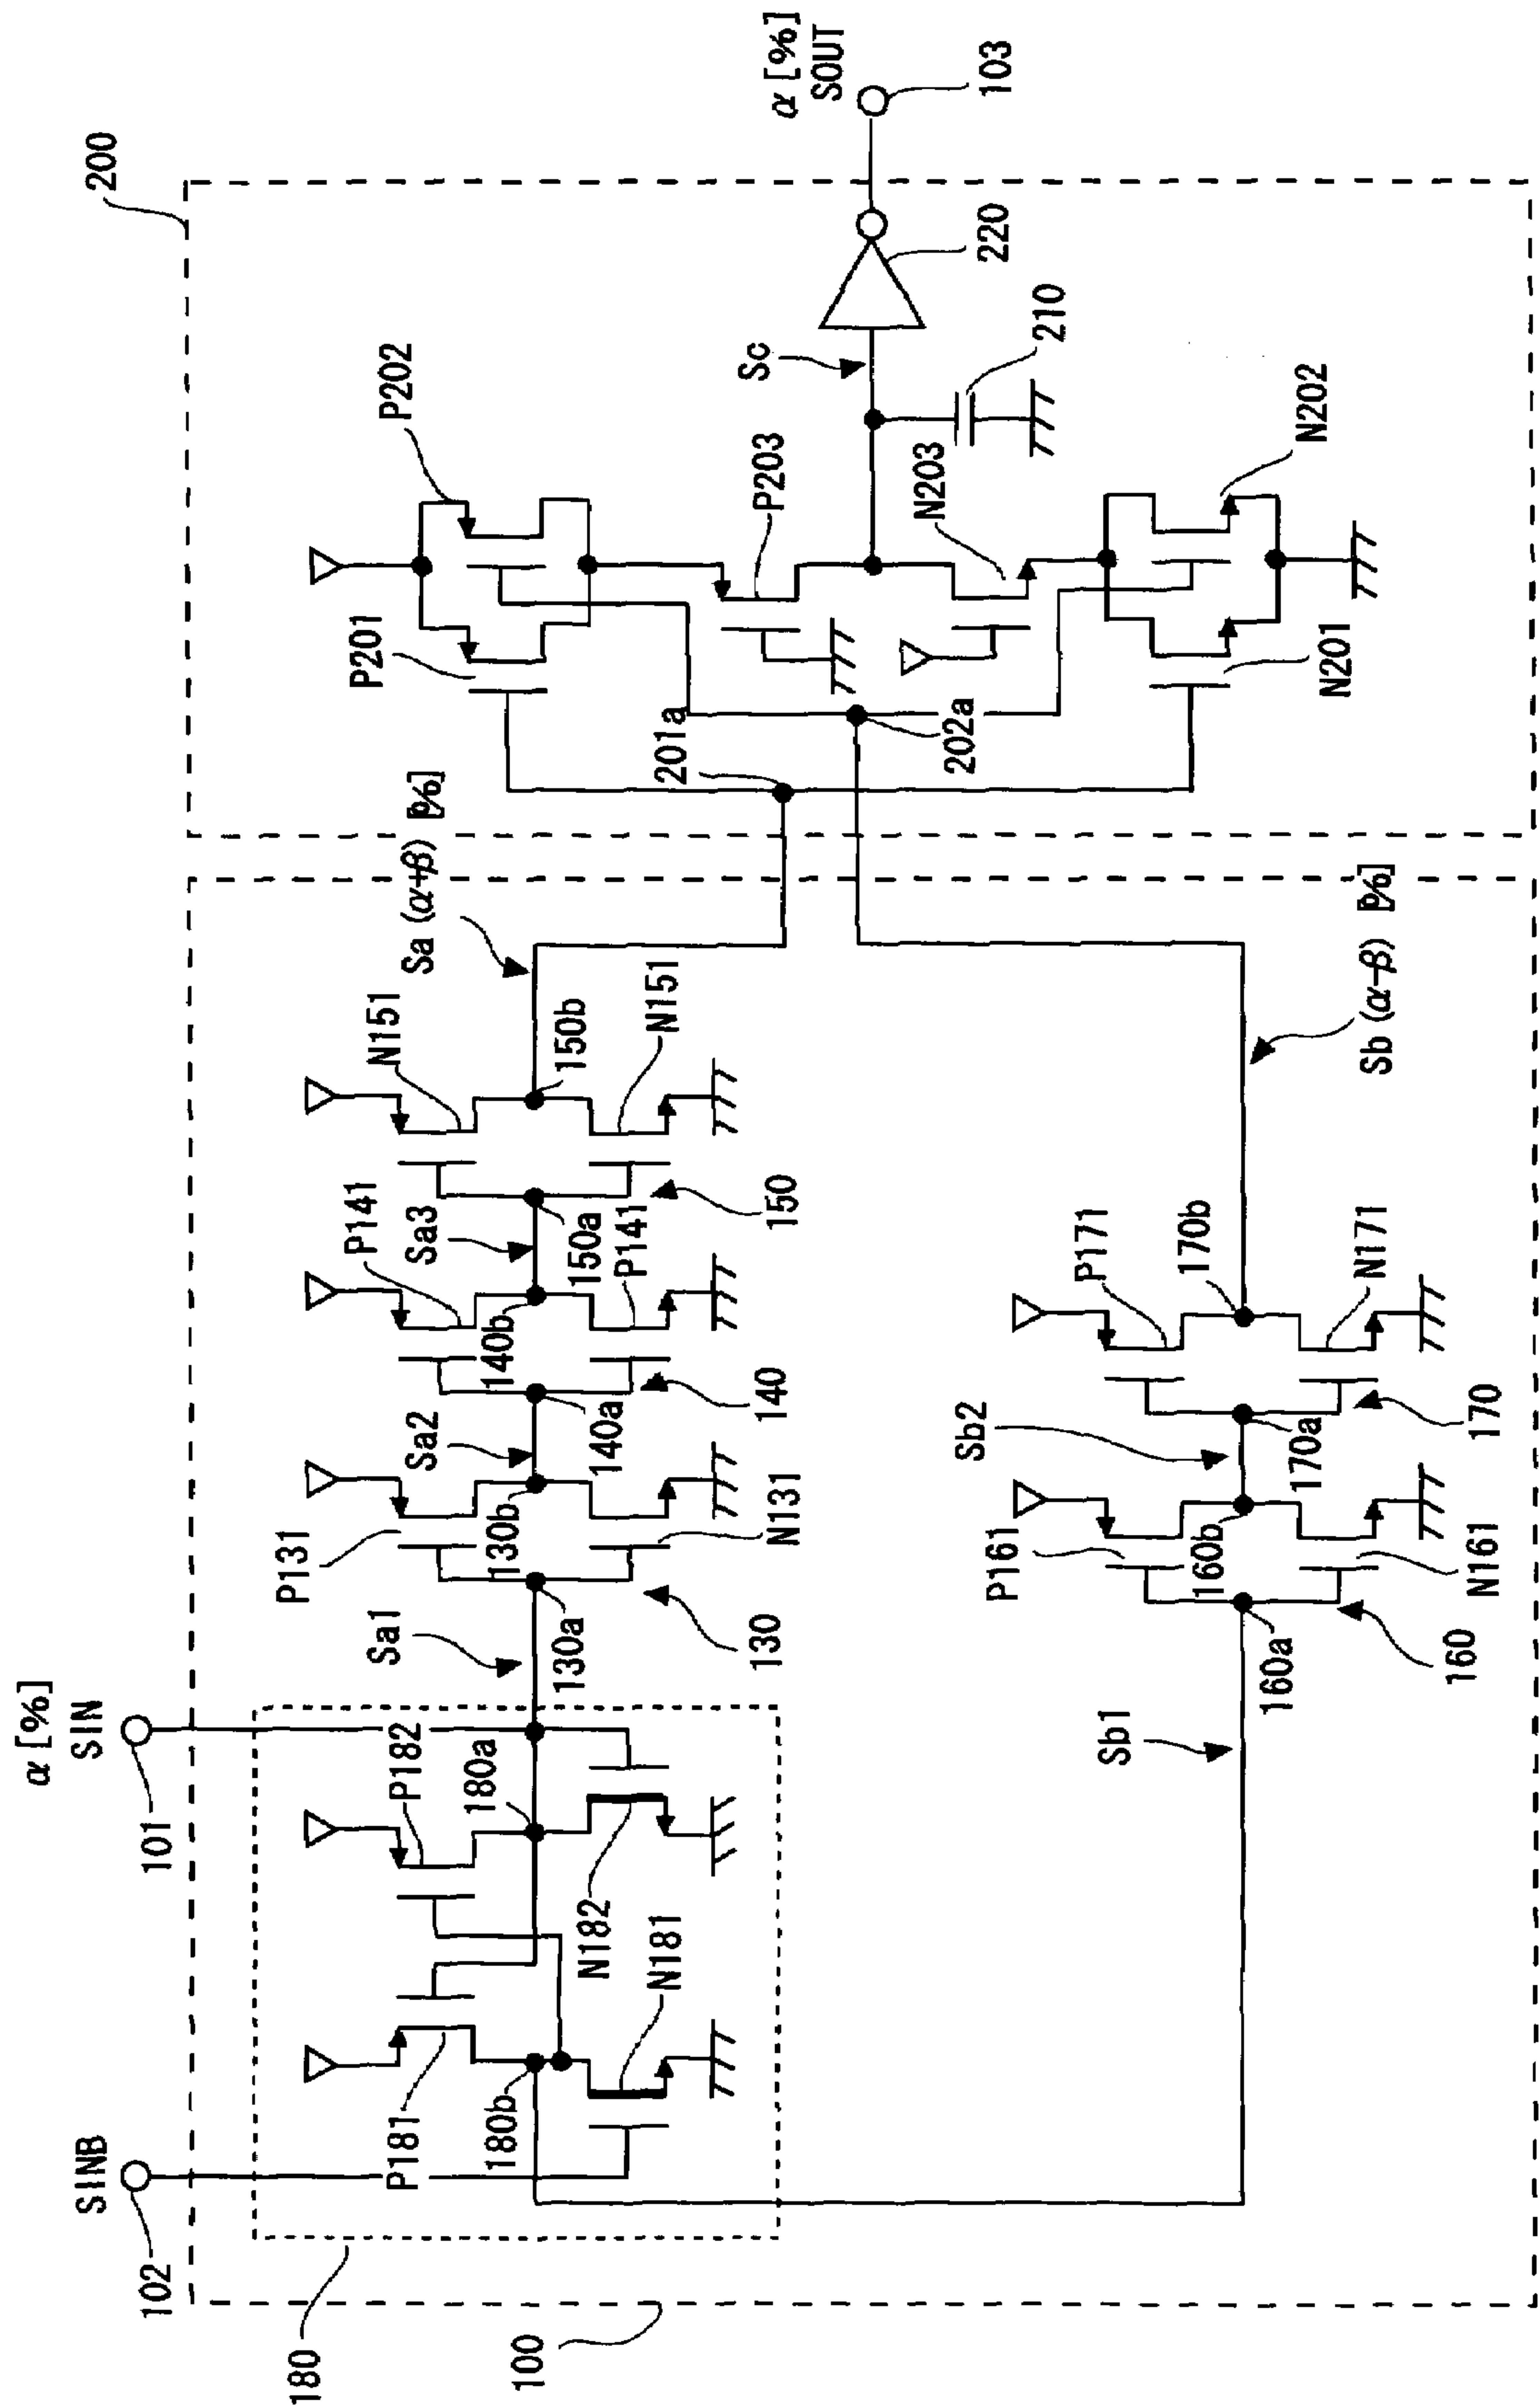 α [%]
SIN
101
SINB
102
180
100
P181
180b
N181
P182
180a
N182
Sa1
P131
130a
130b
N131
130
Sa2
P141
140a
140b
P141
140
Sa3
N151
150a
150b
N151
150
Sa (α+β) [%]
Sb1
P161
160a
160b
N161
160
Sb2
P171
170a
170b
N171
170
Sb (α-β) [%]
200
P201
P202
201a
202a
P203
N203
N201
N202
Sc
210
220
α [%]
SOUT
103